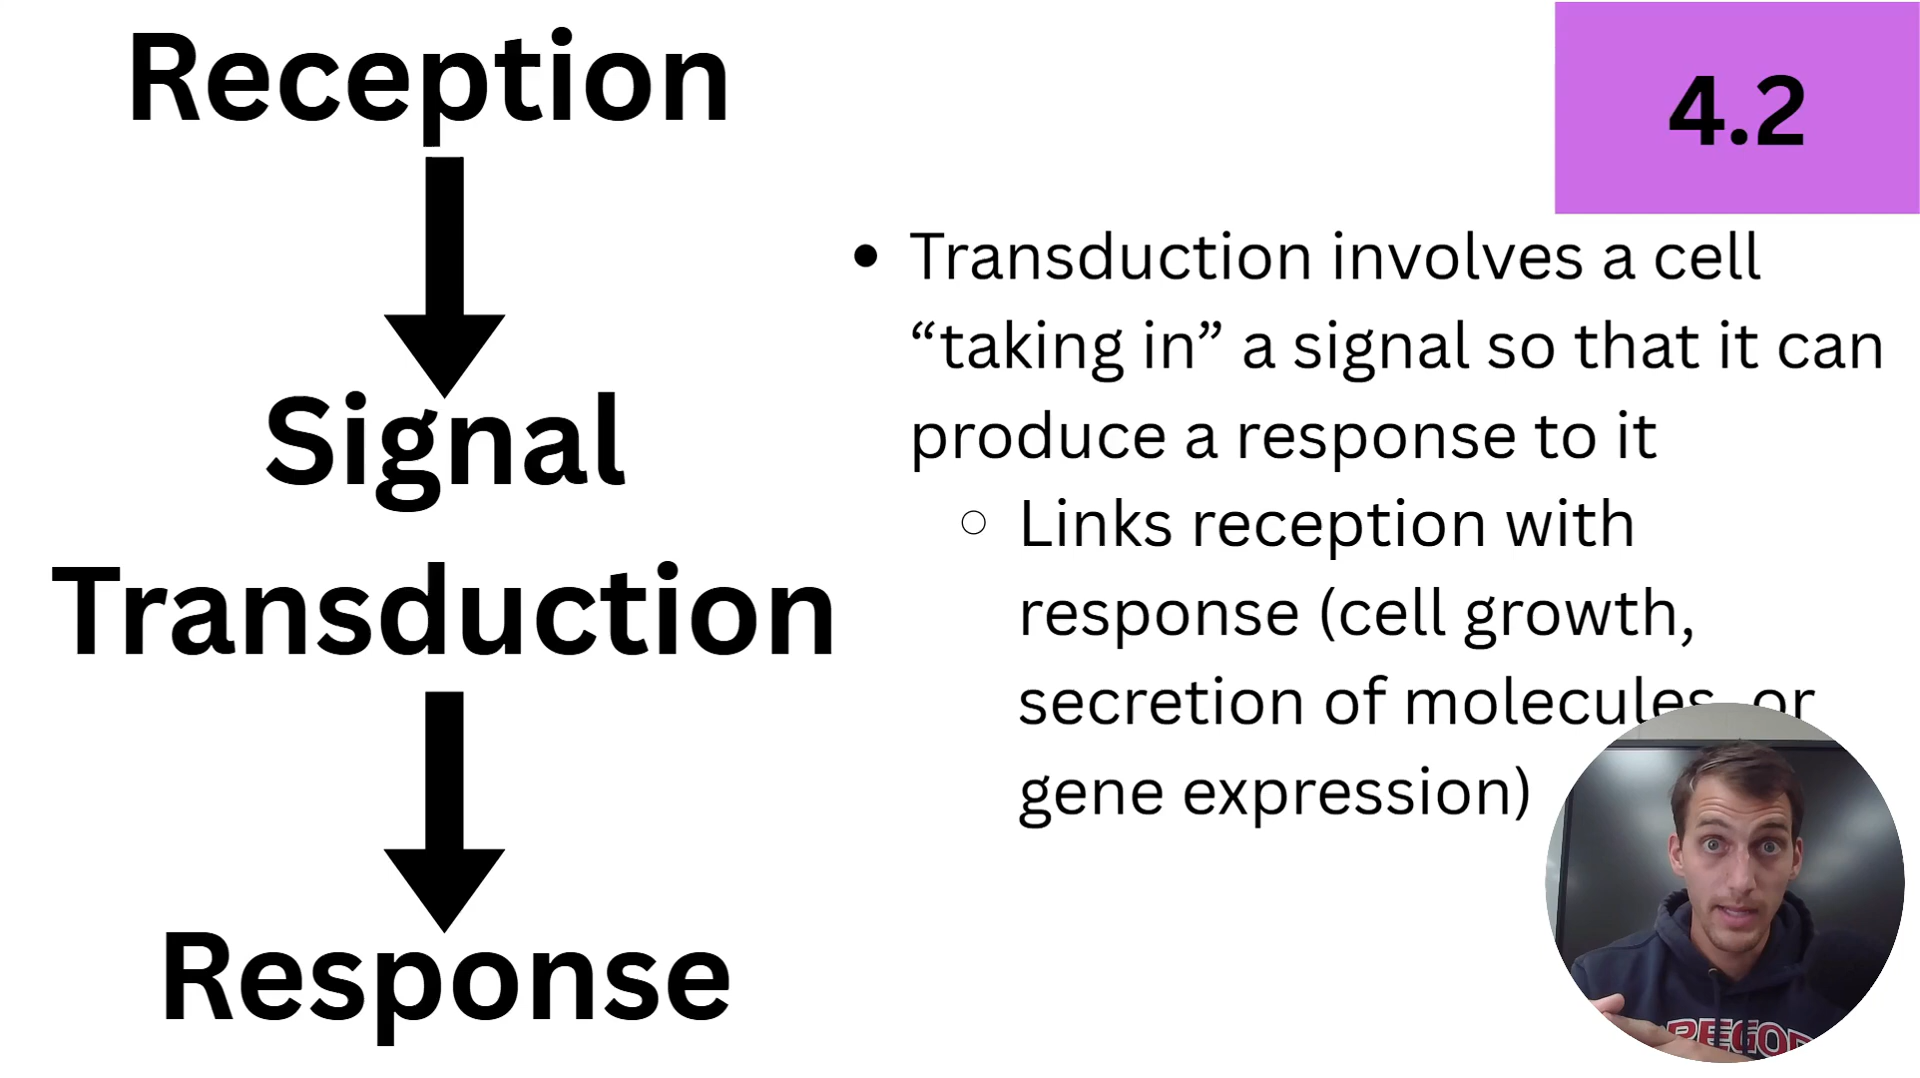 Reception
Signal
Transduction
Response
4.2
• Transduction involves a cell
“taking in” a signal so that it can
produce a response to it
○ Links reception with
response (cell growth,
secretion of molecules, or
gene expression)